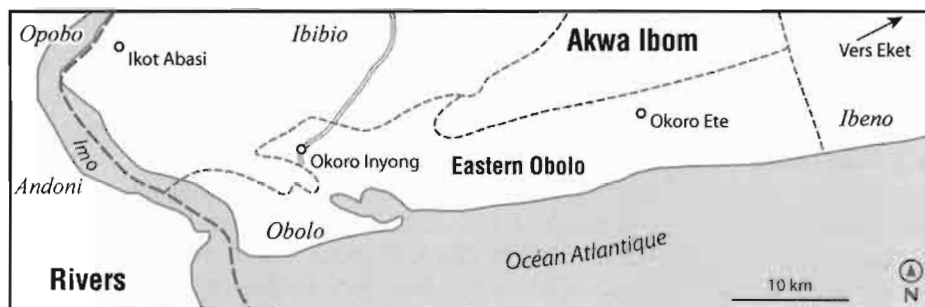 Opobo
Ikot Abasi
Ibibio
Akwa Ibom
Vers Eket
Imo
Okoro Inyong
Okoro Ete
Ibeno
Andoni
Eastern Obolo
Obolo
Océan Atlantique
Rivers
10 km
N